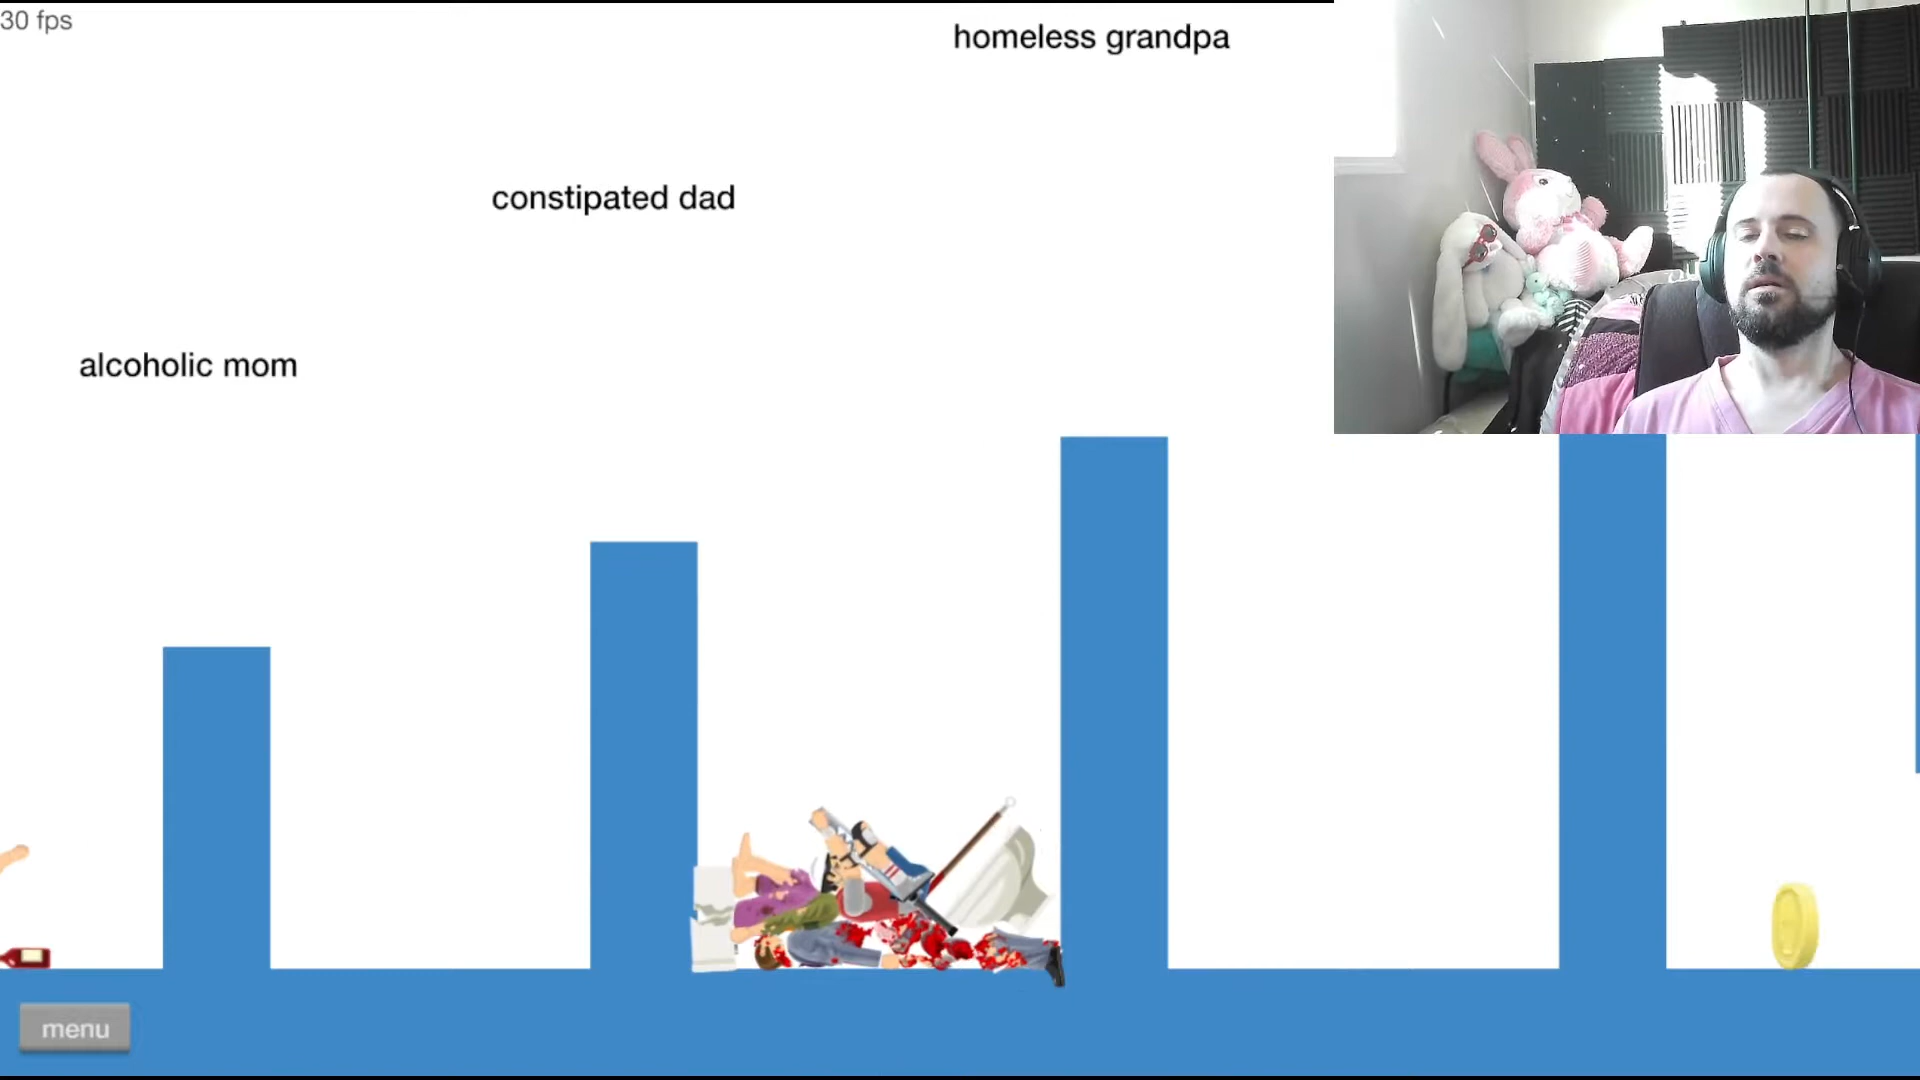 30 fps
homeless grandpa
constipated dad
alcoholic mom
menu